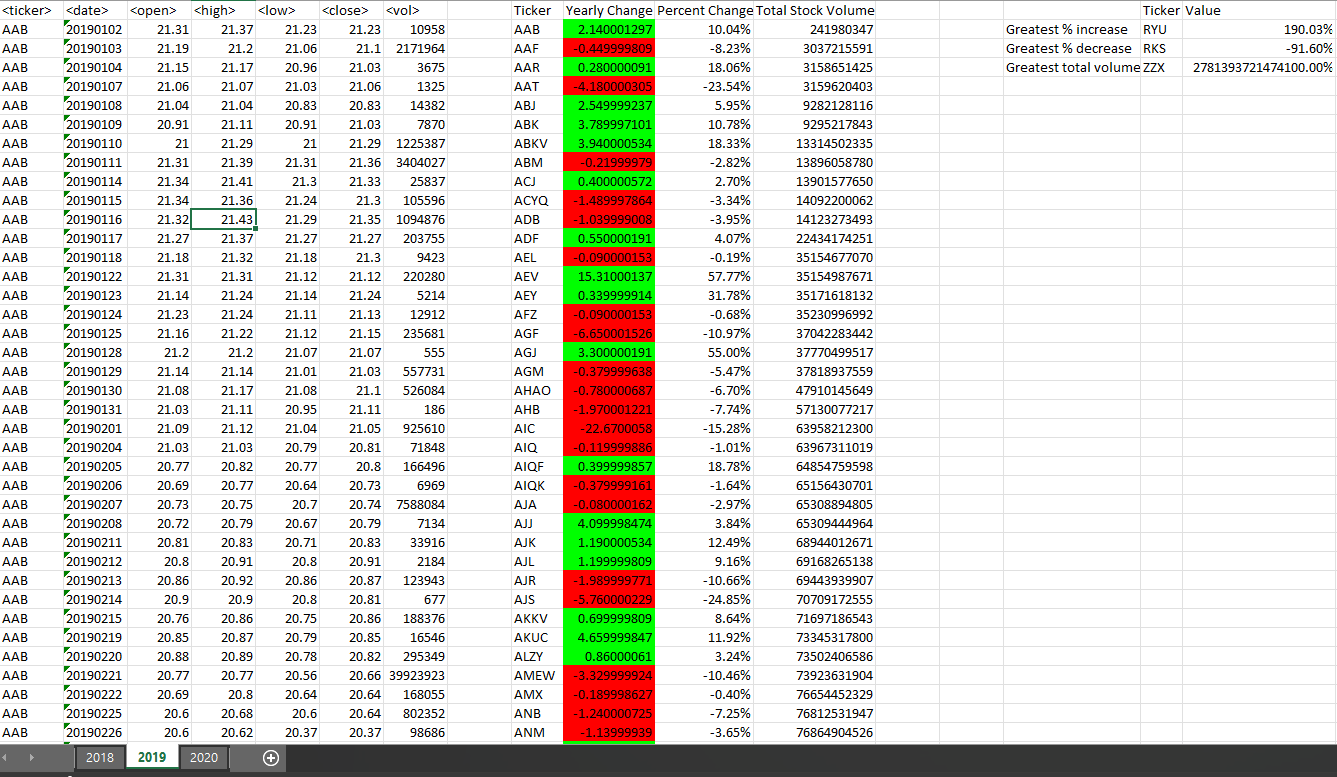 <ticker> <date> <open> <high> <low> <close> <vol> Ticker Yearly Change Percent Change Total Stock Volume Ticker Value
AAB 20190102 21.31 21.37 21.23 21.23 10958 AAB 2.140001297 10.04% 241980347 Greatest % increase RYU 190.03%
AAB 20190103 21.19 21.2 21.06 21.1 2171964 AAF -0.449999809 -8.23% 3037215591 Greatest % decrease RKS -91.60%
AAB 20190104 21.15 21.17 20.96 21.03 3675 AAR 0.280000091 18.06% 3158651425 Greatest total volume ZZX 2781393721474100.00%
AAB 20190107 21.06 21.07 21.03 21.06 1325 AAT -4.180000305 -23.54% 3159620403
AAB 20190108 21.04 21.04 20.83 20.83 14382 ABJ 2.549999237 5.95% 9282128116
AAB 20190109 20.91 21.11 20.91 21.03 7870 ABK 3.789997101 10.78% 9295217843
AAB 20190110 21 21.29 21 21.29 1225387 ABKV 3.940000534 18.33% 13314502335
AAB 20190111 21.31 21.39 21.31 21.36 3404027 ABM -0.21999979 -2.82% 13896058780
AAB 20190114 21.34 21.41 21.3 21.33 25837 ACJ 0.400000572 2.70% 13901577650
AAB 20190115 21.34 21.36 21.24 21.3 105596 ACYQ -1.489997864 -3.34% 14092200062
AAB 20190116 21.32 21.43 21.29 21.35 1094876 ADB -1.039999008 -3.95% 14123273493
AAB 20190117 21.27 21.37 21.27 21.27 203755 ADF 0.550000191 4.07% 22434174251
AAB 20190118 21.18 21.32 21.18 21.3 9423 AEL -0.090000153 -0.19% 35154677070
AAB 20190122 21.31 21.31 21.12 21.12 220280 AEV 15.31000137 57.77% 35154987671
AAB 20190123 21.14 21.24 21.14 21.24 5214 AEY 0.339999914 31.78% 35171618132
AAB 20190124 21.23 21.24 21.11 21.13 12912 AFZ -0.090000153 -0.68% 35230996992
AAB 20190125 21.16 21.22 21.12 21.15 235681 AGF -6.650001526 -10.97% 37042283442
AAB 20190128 21.2 21.2 21.07 21.07 555 AGJ 3.300000191 55.00% 37770499517
AAB 20190129 21.14 21.14 21.01 21.03 557731 AGM -0.379999638 -5.47% 37818937559
AAB 20190130 21.08 21.17 21.08 21.1 526084 AHAO -0.780000687 -6.70% 47910145649
AAB 20190131 21.03 21.11 20.95 21.11 186 AHB -1.970001221 -7.74% 57130077217
AAB 20190201 21.09 21.12 21.04 21.05 925610 AIC -22.6700058 -15.28% 63958212300
AAB 20190204 21.03 21.03 20.79 20.81 71848 AIQ -0.119999886 -1.01% 63967311019
AAB 20190205 20.77 20.82 20.77 20.8 166496 AIQF 0.399999857 18.78% 64854759598
AAB 20190206 20.69 20.77 20.64 20.73 6969 AIQK -0.379999161 -1.64% 65156430701
AAB 20190207 20.73 20.75 20.7 20.74 7588084 AJA -0.080000162 -2.97% 65308894805
AAB 20190208 20.72 20.79 20.67 20.79 7134 AJJ 4.099998474 3.84% 65309444964
AAB 20190211 20.81 20.83 20.71 20.83 33916 AJK 1.190000534 12.49% 68944012671
AAB 20190212 20.8 20.91 20.8 20.91 2184 AJL 1.199999809 9.16% 69168265138
AAB 20190213 20.86 20.92 20.86 20.87 123943 AJR -1.989999771 -10.66% 69443939907
AAB 20190214 20.9 20.9 20.8 20.81 677 AJS -5.760000229 -24.85% 70709172555
AAB 20190215 20.76 20.86 20.75 20.86 188376 AKKV 0.699999809 8.64% 71697186543
AAB 20190219 20.85 20.87 20.79 20.85 16546 AKUC 4.659999847 11.92% 73345317800
AAB 20190220 20.88 20.89 20.78 20.82 295349 ALZY 0.86000061 3.24% 73502406586
AAB 20190221 20.77 20.77 20.56 20.66 39923923 AMEW -3.329999924 -10.46% 73923631904
AAB 20190222 20.69 20.8 20.64 20.64 168055 AMX -0.189998627 -0.40% 76654452329
AAB 20190225 20.6 20.68 20.6 20.64 802352 ANB -1.240000725 -7.25% 76812531947
AAB 20190226 20.6 20.62 20.37 20.37 98686 ANM -1.13999939 -3.65% 76864904526
2018 2019 2020